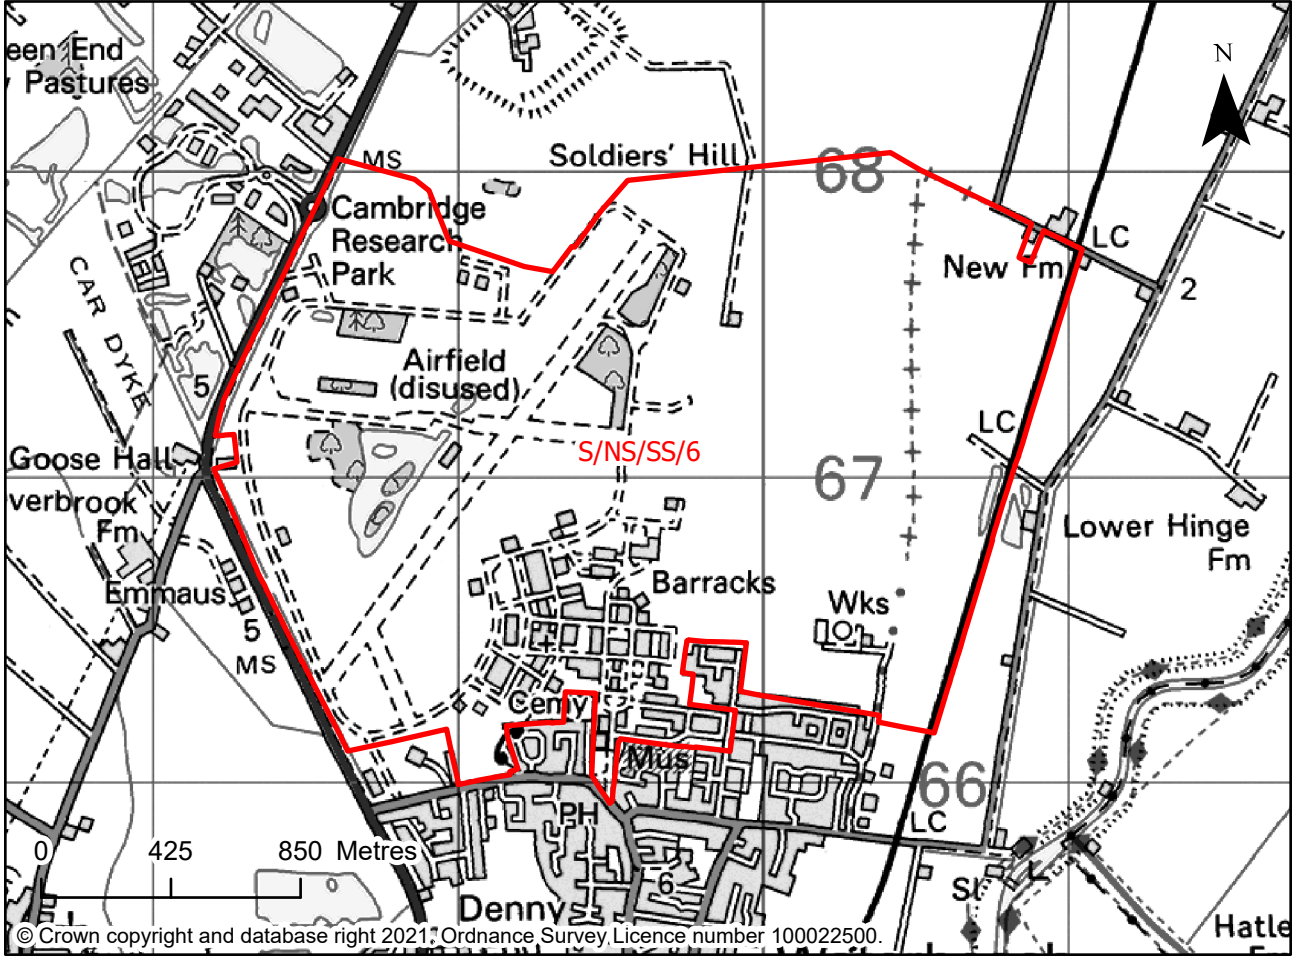 een End
Pastures
N
MS
Soldiers' Hill
68
Cambridge
Research
Park
LC
New Fm
2
CAR DYKE
Airfield
(disused)
5
LC
S/NS/SS/6
Goose Hall
67
verbrook
Fm
Lower Hinge
Fm
Emmaus
Barracks
Wks
5
MS
Cemy
Mus
66
PH
LC
0 425 850 Metres
6
Sl
Denny
Hatle
© Crown copyright and database right 2021. Ordnance Survey Licence number 100022500.